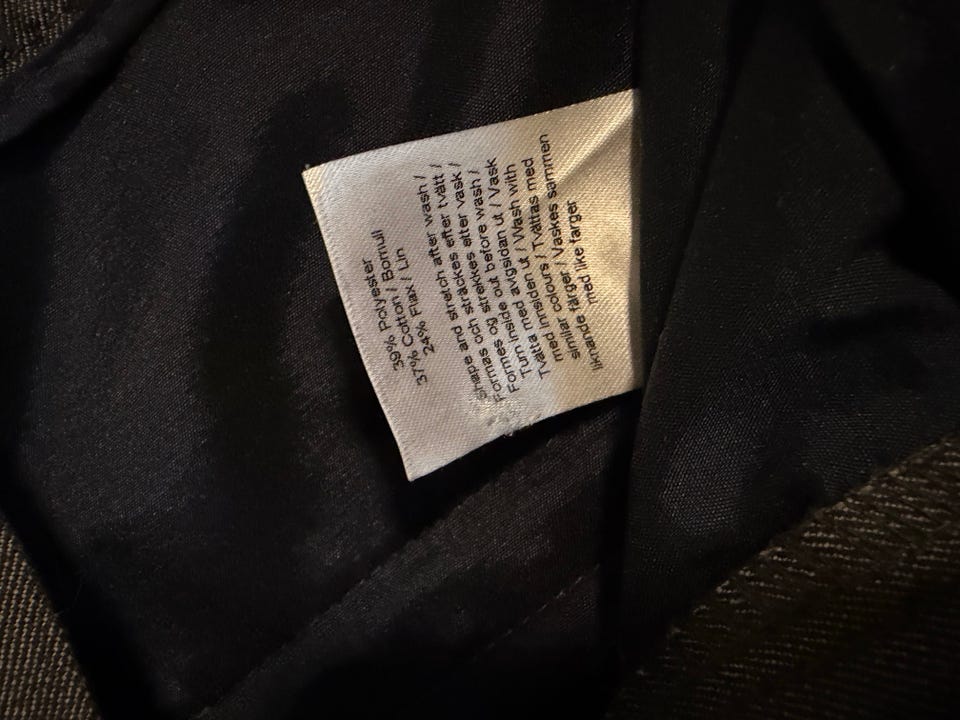 39% Polyester
37% Cotton / Bomull
24% Flax / Lin
Shape and stretch after wash /
Formas och sträckes efter tvätt /
Formes og strekkes etter vask /
Turn inside out before wash /
Tvätta med avigsidan ut / Vask
med innsiden ut / Wash with
similar colours / Tvättas med
liknande färger / Vaskes sammen
med like farger